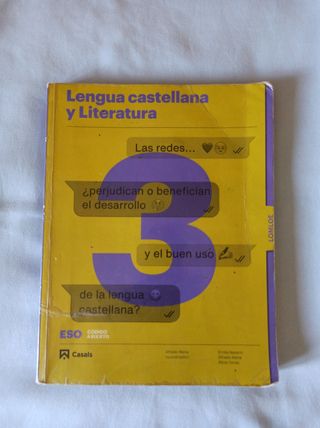 Lengua castellana
y Literatura
Las redes...
3
¿perjudican o benefician
el desarrollo
y el buen uso
de la lengua
castellana?
LOMLOE
ESO
CÓDIGO
ABIERTO
Casals